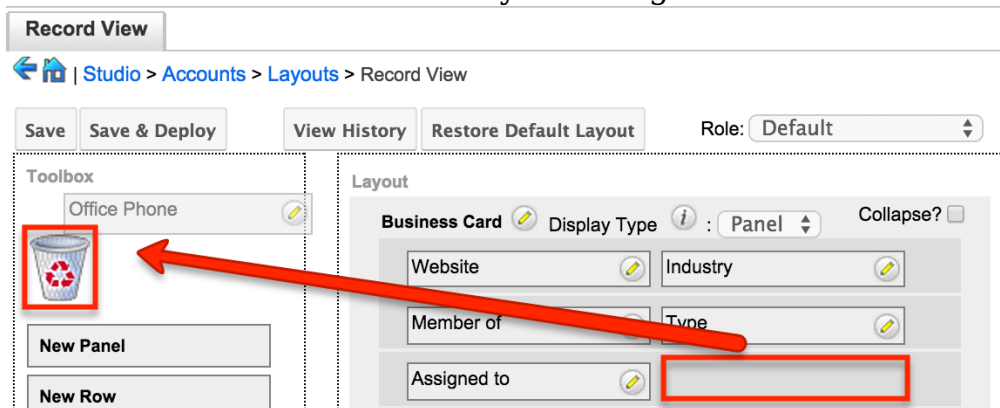 Record View
| Studio > Accounts > Layouts > Record View
Save Save & Deploy View History Restore Default Layout Role: Default
Toolbox
Office Phone
Layout
Business Card Display Type i : Panel Collapse?
Website Industry
Member of Type
Assigned to
New Panel
New Row